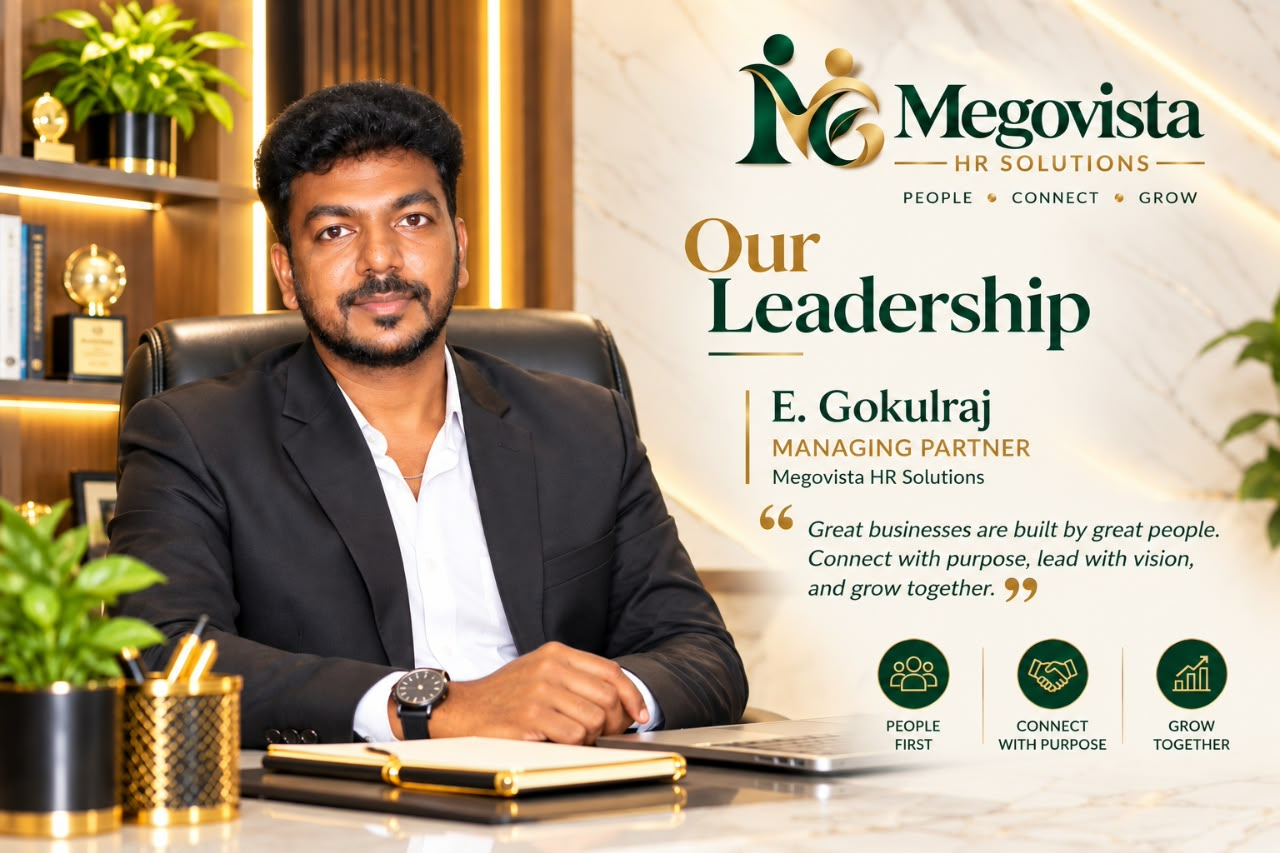 Megovista
HR SOLUTIONS
PEOPLE • CONNECT • GROW
Our
Leadership
E. Gokulraj
MANAGING PARTNER
Megovista HR Solutions
“ Great businesses are built by great people.
Connect with purpose, lead with vision,
and grow together. ”
PEOPLE
FIRST
CONNECT
WITH PURPOSE
GROW
TOGETHER